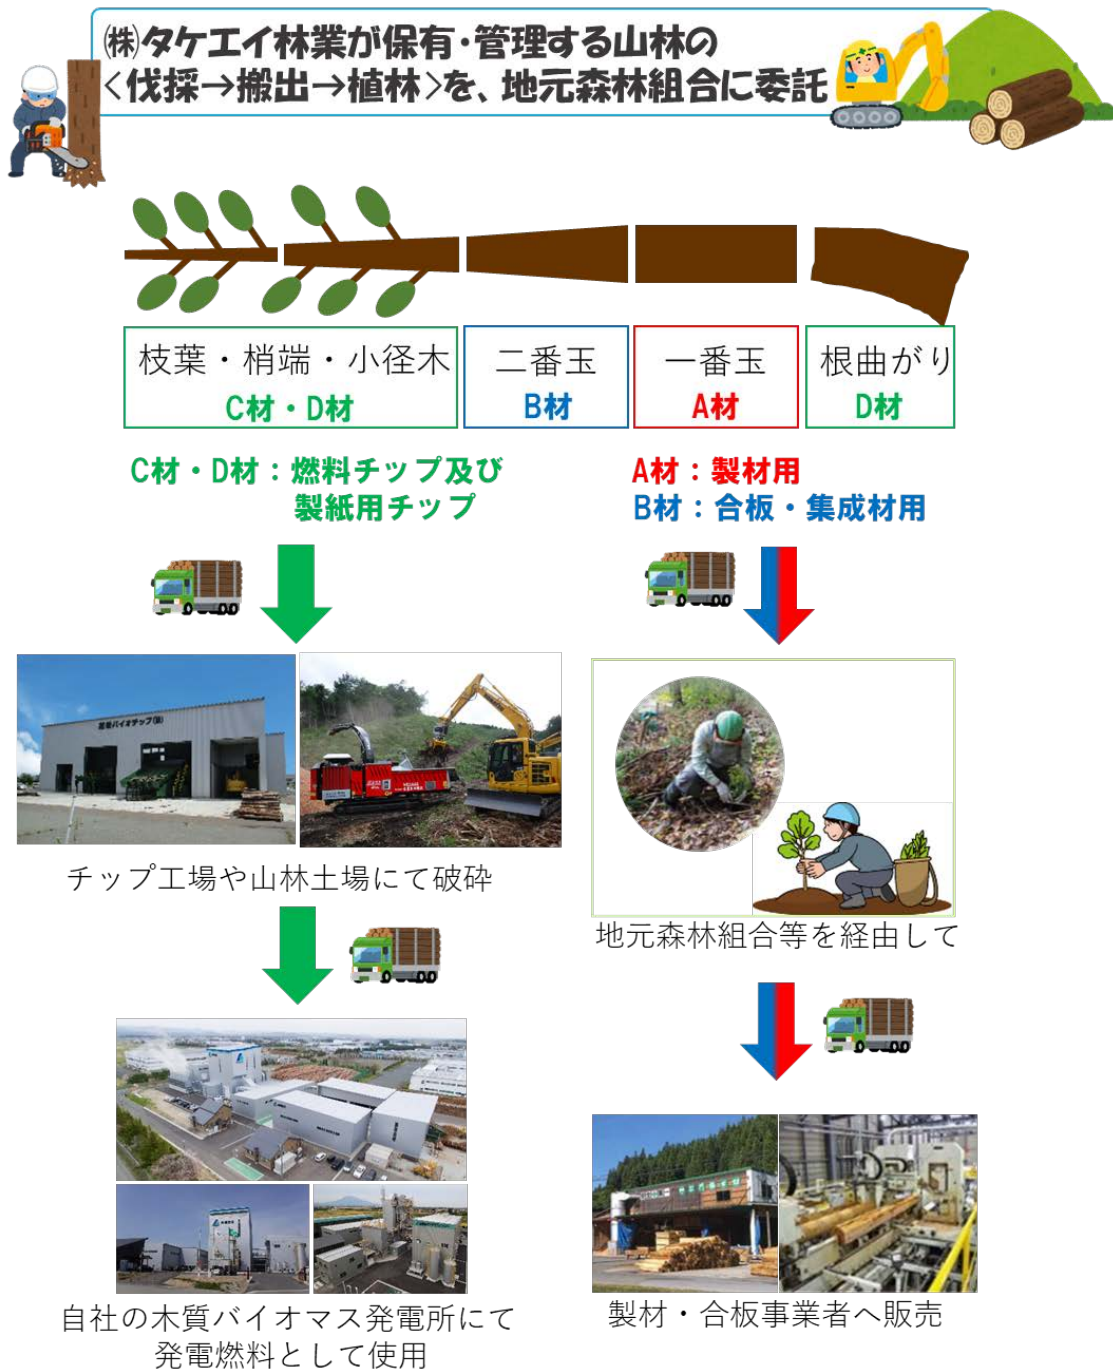 ㈱タケエイ林業が保有・管理する山林の
<伐採→搬出→植林>を、地元森林組合に委託
枝葉・梢端・小径木
C材・D材
二番玉
B材
一番玉
A材
根曲がり
D材
C材・D材：燃料チップ及び
製紙用チップ
A材：製材用
B材：合板・集成材用
チップ工場や山林土場にて破砕
地元森林組合等を経由して
自社の木質バイオマス発電所にて
発電燃料として使用
製材・合板事業者へ販売